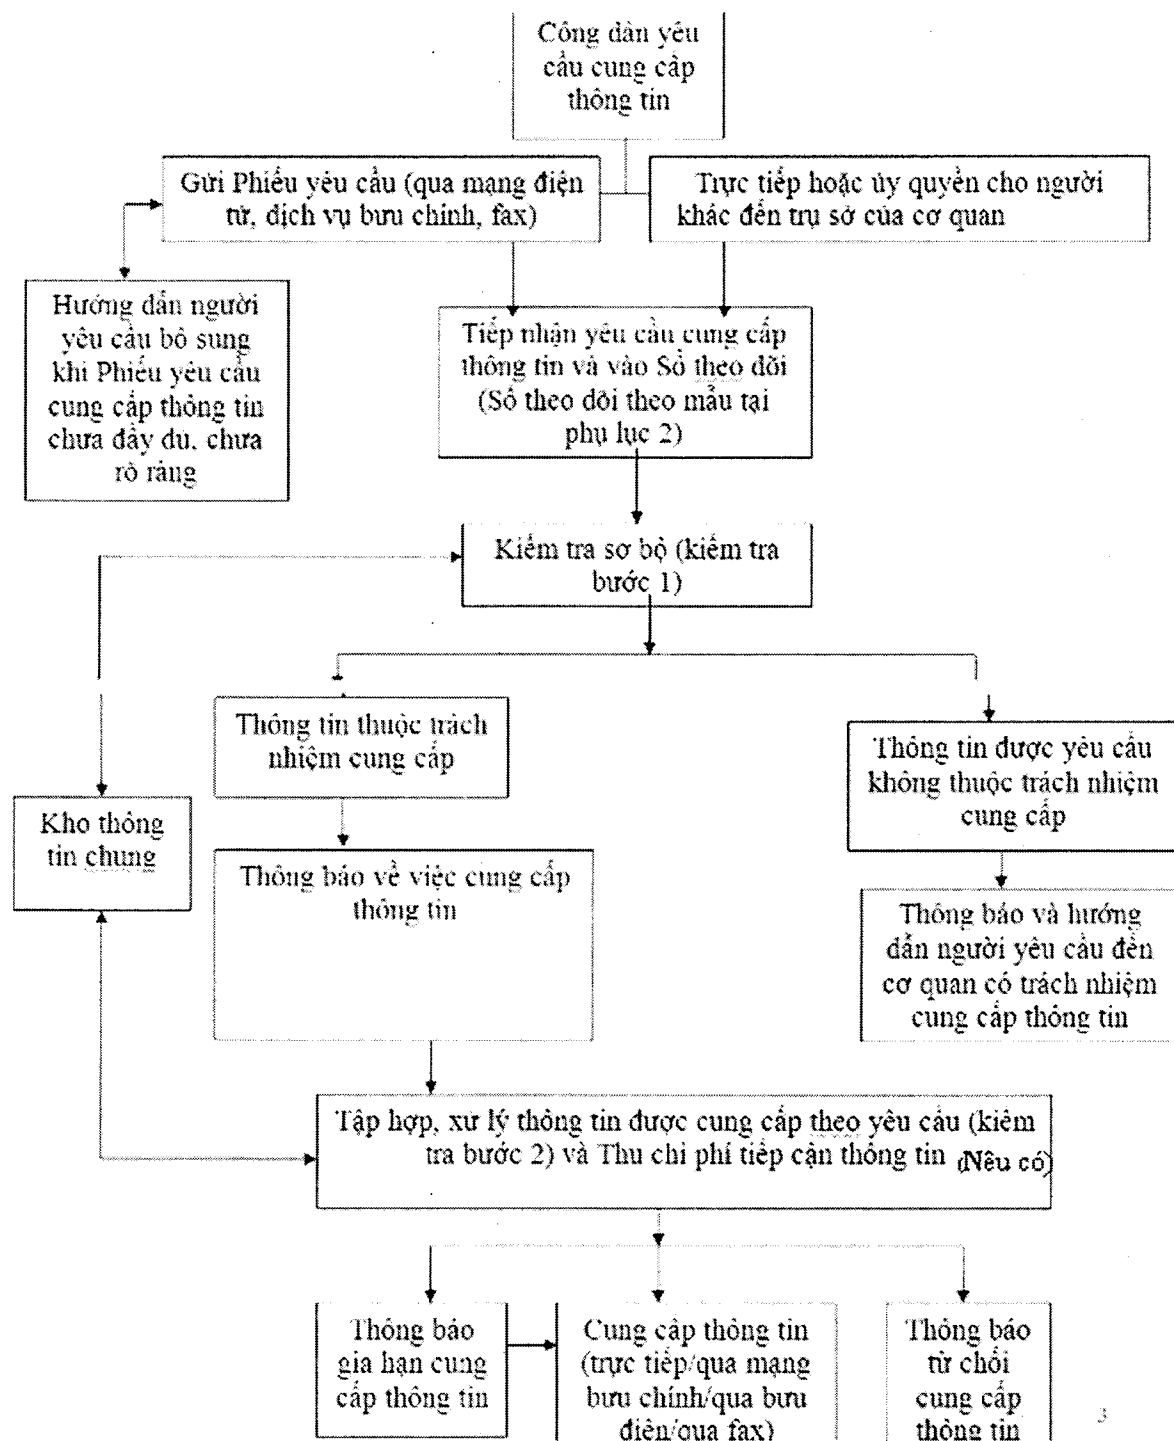 Công dân yêu
cầu cung cấp
thông tin
Gửi Phiếu yêu cầu (qua mạng điện
tử, dịch vụ bưu chính, fax)
Trực tiếp hoặc ủy quyền cho người
khác đến trụ sở của cơ quan
Hướng dẫn người
yêu cầu bổ sung
khi Phiếu yêu cầu
cung cấp thông tin
chưa đầy đủ, chưa
rõ ràng
Tiếp nhận yêu cầu cung cấp
thông tin và vào Sổ theo dõi
(Sổ theo dõi theo mẫu tại
phụ lục 2)
Kiểm tra sơ bộ (kiểm tra
bước 1)
Thông tin thuộc trách
nhiệm cung cấp
Thông tin được yêu cầu
không thuộc trách nhiệm
cung cấp
Kho thông
tin chung
Thông báo về việc cung cấp
thông tin
Thông báo và hướng
dẫn người yêu cầu đến
cơ quan có trách nhiệm
cung cấp thông tin
Tập hợp, xử lý thông tin được cung cấp theo yêu cầu (kiểm
tra bước 2) và Thu chi phí tiếp cận thông tin (Nêu có)
Thông báo
gia hạn cung
cấp thông tin
Cung cấp thông tin
(trực tiếp/qua mạng
bưu chính/qua bưu
điện/qua fax)
Thông báo
từ chối
cung cấp
thông tin
3